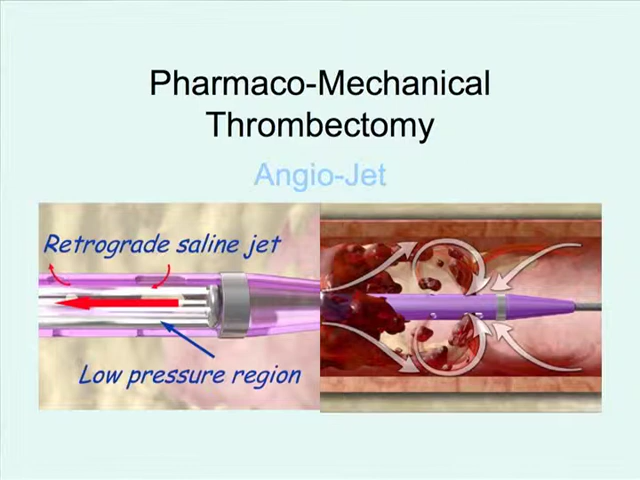 Pharmaco-Mechanical
Thrombectomy
Angio-Jet
Retrograde saline jet
Low pressure region